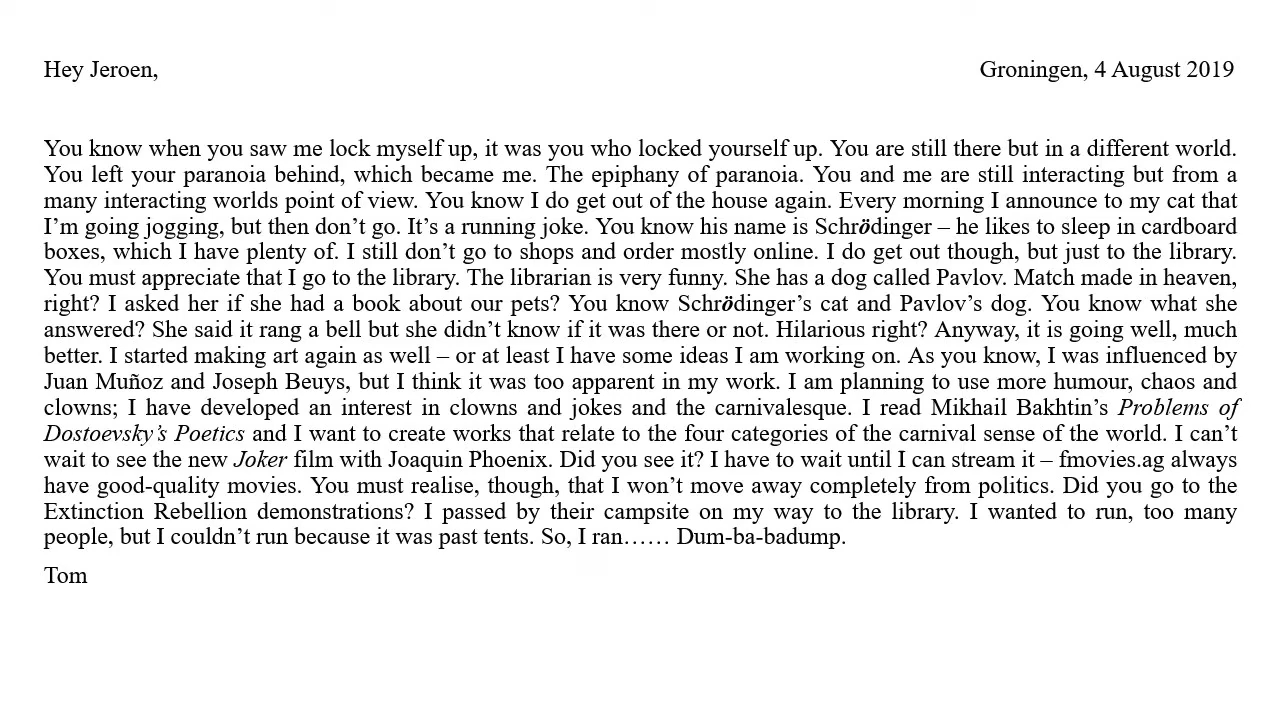 Hey Jeroen, Groningen, 4 August 2019
You know when you saw me lock myself up, it was you who locked yourself up. You are still there but in a different world.
You left your paranoia behind, which became me. The epiphany of paranoia. You and me are still interacting but from a
many interacting worlds point of view. You know I do get out of the house again. Every morning I announce to my cat that
I’m going jogging, but then don’t go. It’s a running joke. You know his name is Schrödinger – he likes to sleep in cardboard
boxes, which I have plenty of. I still don’t go to shops and order mostly online. I do get out though, but just to the library.
You must appreciate that I go to the library. The librarian is very funny. She has a dog called Pavlov. Match made in heaven,
right? I asked her if she had a book about our pets? You know Schrödinger’s cat and Pavlov’s dog. You know what she
answered? She said it rang a bell but she didn’t know if it was there or not. Hilarious right? Anyway, it is going well, much
better. I started making art again as well – or at least I have some ideas I am working on. As you know, I was influenced by
Juan Muñoz and Joseph Beuys, but I think it was too apparent in my work. I am planning to use more humour, chaos and
clowns; I have developed an interest in clowns and jokes and the carnivalesque. I read Mikhail Bakhtin’s Problems of
Dostoevsky’s Poetics and I want to create works that relate to the four categories of the carnival sense of the world. I can’t
wait to see the new Joker film with Joaquin Phoenix. Did you see it? I have to wait until I can stream it – fmovies.ag always
have good-quality movies. You must realise, though, that I won’t move away completely from politics. Did you go to the
Extinction Rebellion demonstrations? I passed by their campsite on my way to the library. I wanted to run, too many
people, but I couldn’t run because it was past tents. So, I ran…… Dum-ba-badump.
Tom